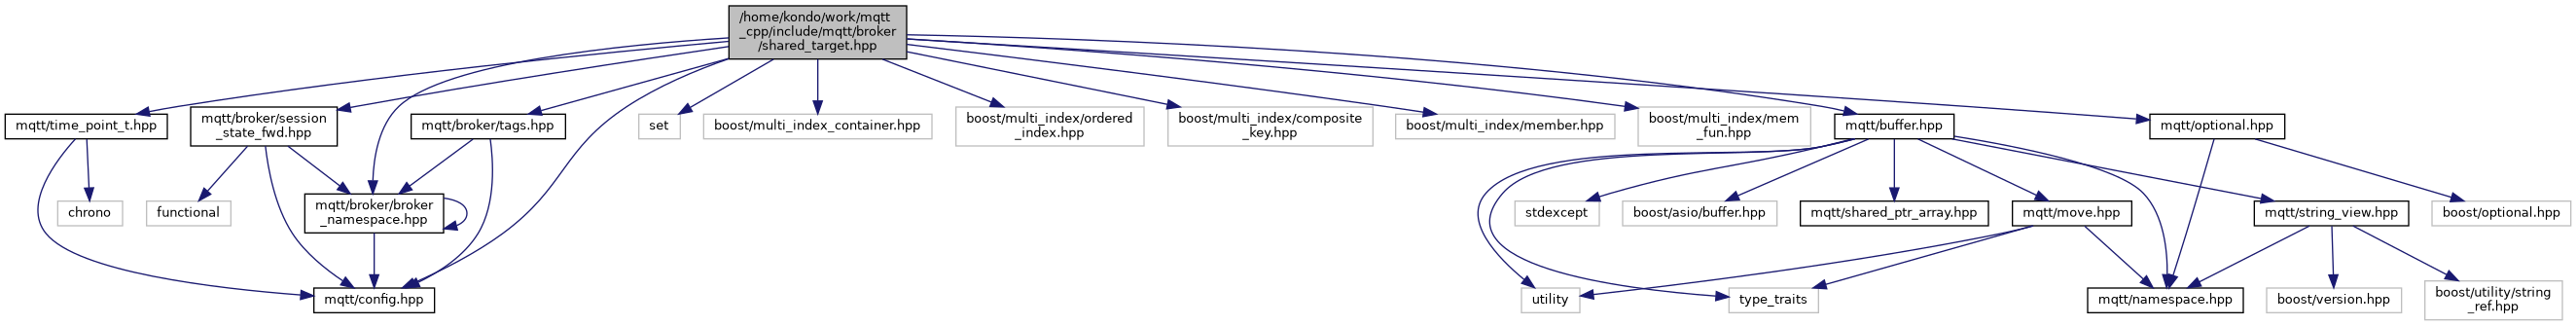 /home/kondo/work/mqtt
_cpp/include/mqtt/broker
/shared_target.hpp
mqtt/time_point_t.hpp
mqtt/broker/session
_state_fwd.hpp
mqtt/broker/tags.hpp
set
boost/multi_index_container.hpp
boost/multi_index/ordered
_index.hpp
boost/multi_index/composite
_key.hpp
boost/multi_index/member.hpp
boost/multi_index/mem
_fun.hpp
mqtt/buffer.hpp
mqtt/optional.hpp
chrono
functional
mqtt/broker/broker
_namespace.hpp
stdexcept
boost/asio/buffer.hpp
mqtt/shared_ptr_array.hpp
mqtt/move.hpp
mqtt/string_view.hpp
boost/optional.hpp
mqtt/config.hpp
utility
type_traits
mqtt/namespace.hpp
boost/version.hpp
boost/utility/string
_ref.hpp